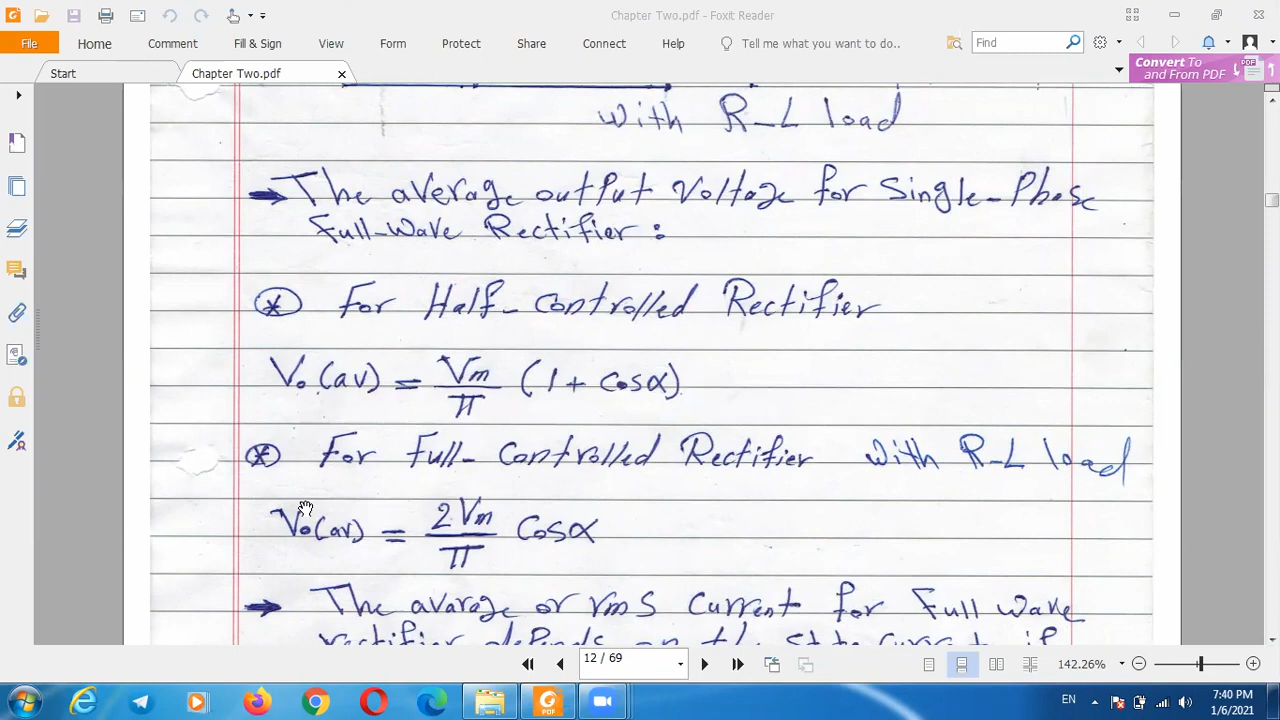 Chapter Two.pdf - Foxit Reader
File Home Comment Fill & Sign View Form Protect Share Connect Help Tell me what you want to do.. Find
Start Chapter Two.pdf
Convert To and From PDF
With R-L load
The average output Voltage for Single-Phase
Full-Wave Rectifier :
* For Half-Controlled Rectifier
Vo(av) = Vm/π (1 + cosα)
* For Full-Controlled Rectifier with R-L load
Vo(av) = 2Vm/π Cosα
The avarage or rms Current for Full wave
rectifier depends on
12 / 69
142.26%
EN
7:40 PM
1/6/2021